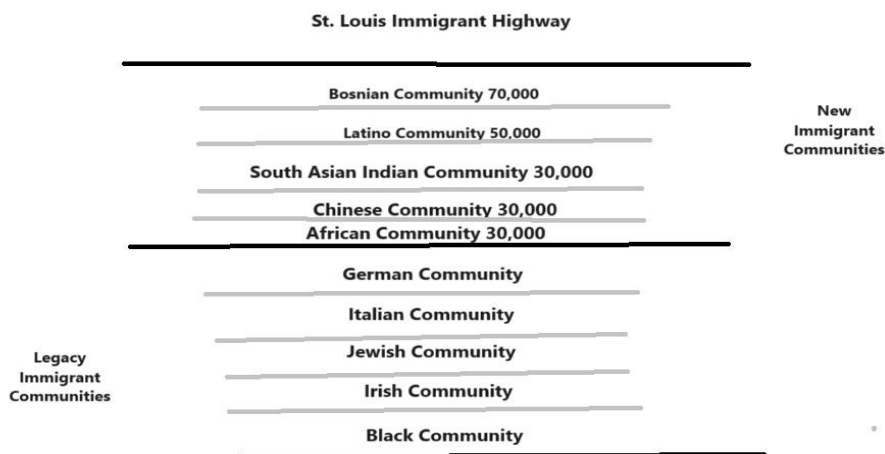 St. Louis Immigrant Highway
Bosnian Community 70,000
New
Immigrant
Communities
Latino Community 50,000
South Asian Indian Community 30,000
Chinese Community 30,000
African Community 30,000
German Community
Italian Community
Jewish Community
Legacy
Immigrant
Communities
Irish Community
Black Community